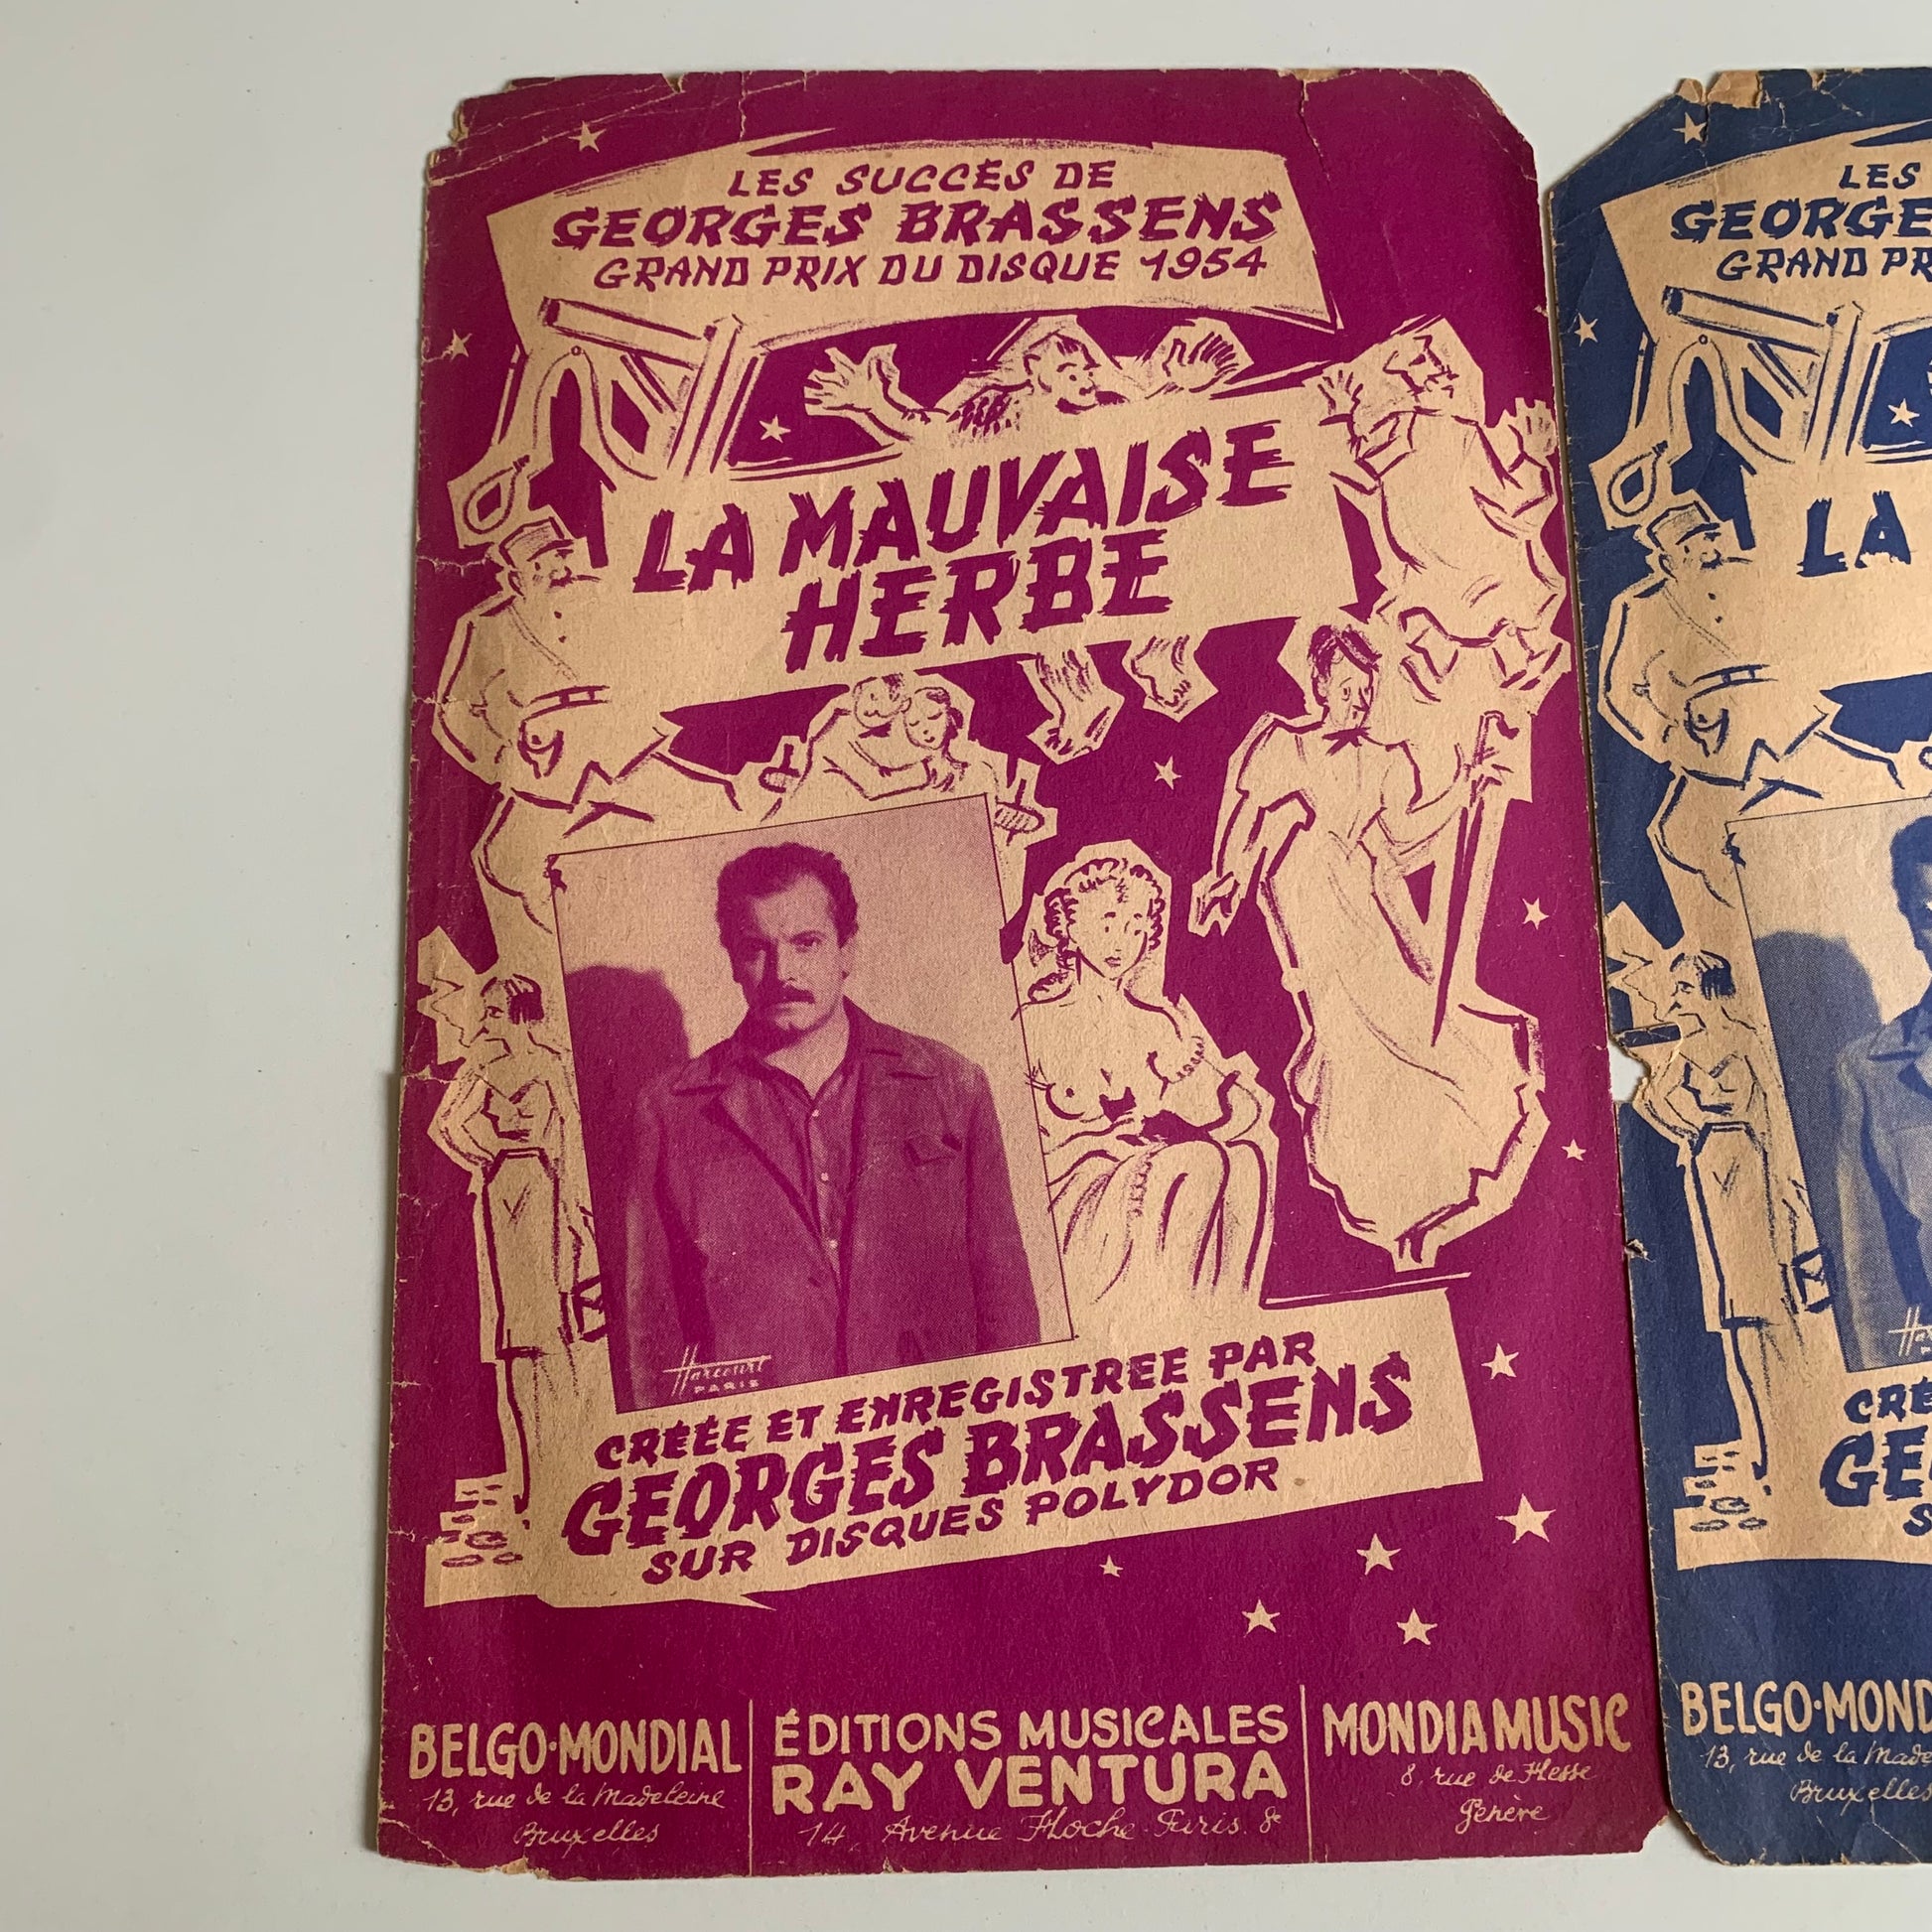 LES SUCCÈS DE
GEORGES BRASSENS
GRAND PRIX DU DISQUE 1954
LA MAUVAISE
HERBE
Harcourt
PARIS
CRÉÉE ET ENREGISTREE PAR
GEORGES BRASSENS
SUR DISQUES POLYDOR
BELGO-MONDIAL
13, rue de la Madeleine
Bruxelles
ÉDITIONS MUSICALES
RAY VENTURA
14, Avenue Hoche. Paris. 8e
MONDIAMUSIC
8, rue de Hesse
Genève
LES
GEORGES
GRAND PR
LA
CRÉ
GE
S
BELGO-MOND
13, rue de la Made
Bruxelles